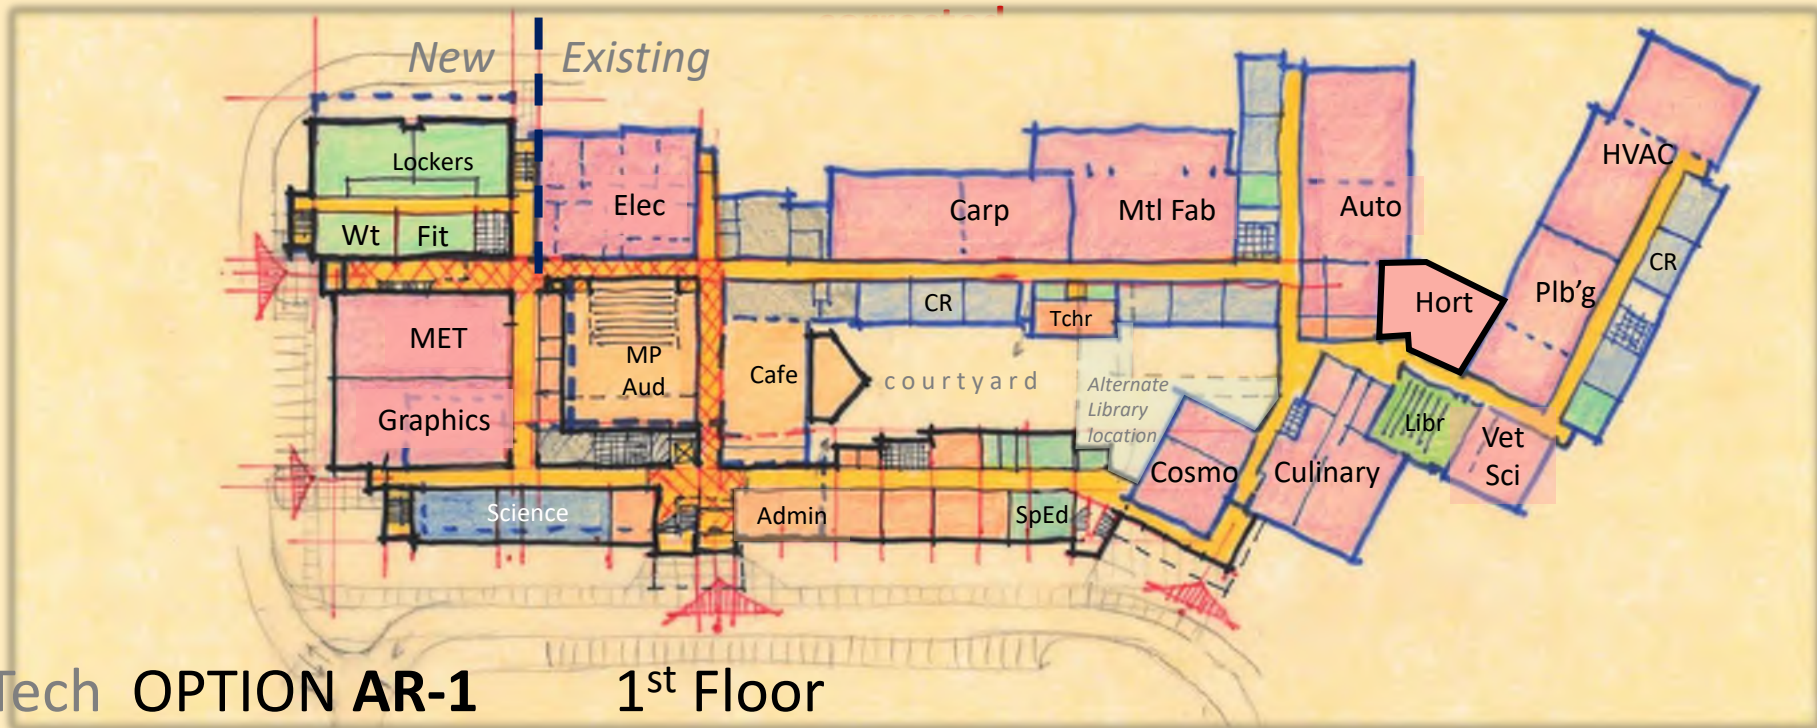 New Existing
Lockers
Wt Fit
Elec
Carp
Mtl Fab
Auto
HVAC
CR
Plb'g
Hort
MET
Graphics
MP
Aud
Cafe
CR
Tchr
courtyard
Alternate
Library
location
Cosmo
Culinary
Libr
Vet
Sci
Science
Admin
SpEd
Tech OPTION AR-1 1st Floor